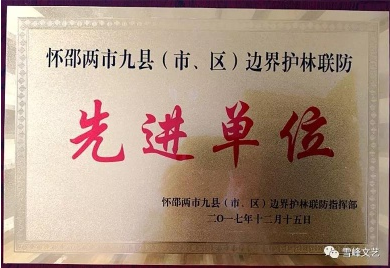 怀邵两市九县（市、区）边界护林联防
先进单位
怀邵两市九县（市、区）边界护林联防指挥部
二〇一七年十二月十五日
雪峰文艺